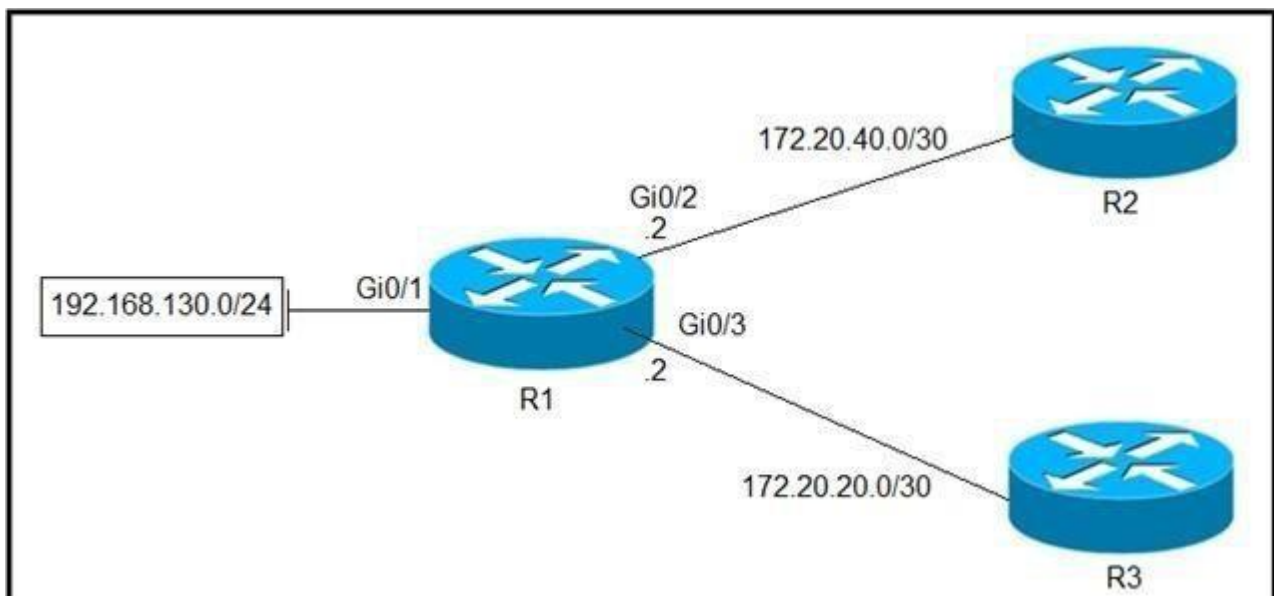 172.20.40.0/30
R2
Gi0/2
.2
192.168.130.0/24
Gi0/1
Gi0/3
.2
R1
172.20.20.0/30
R3